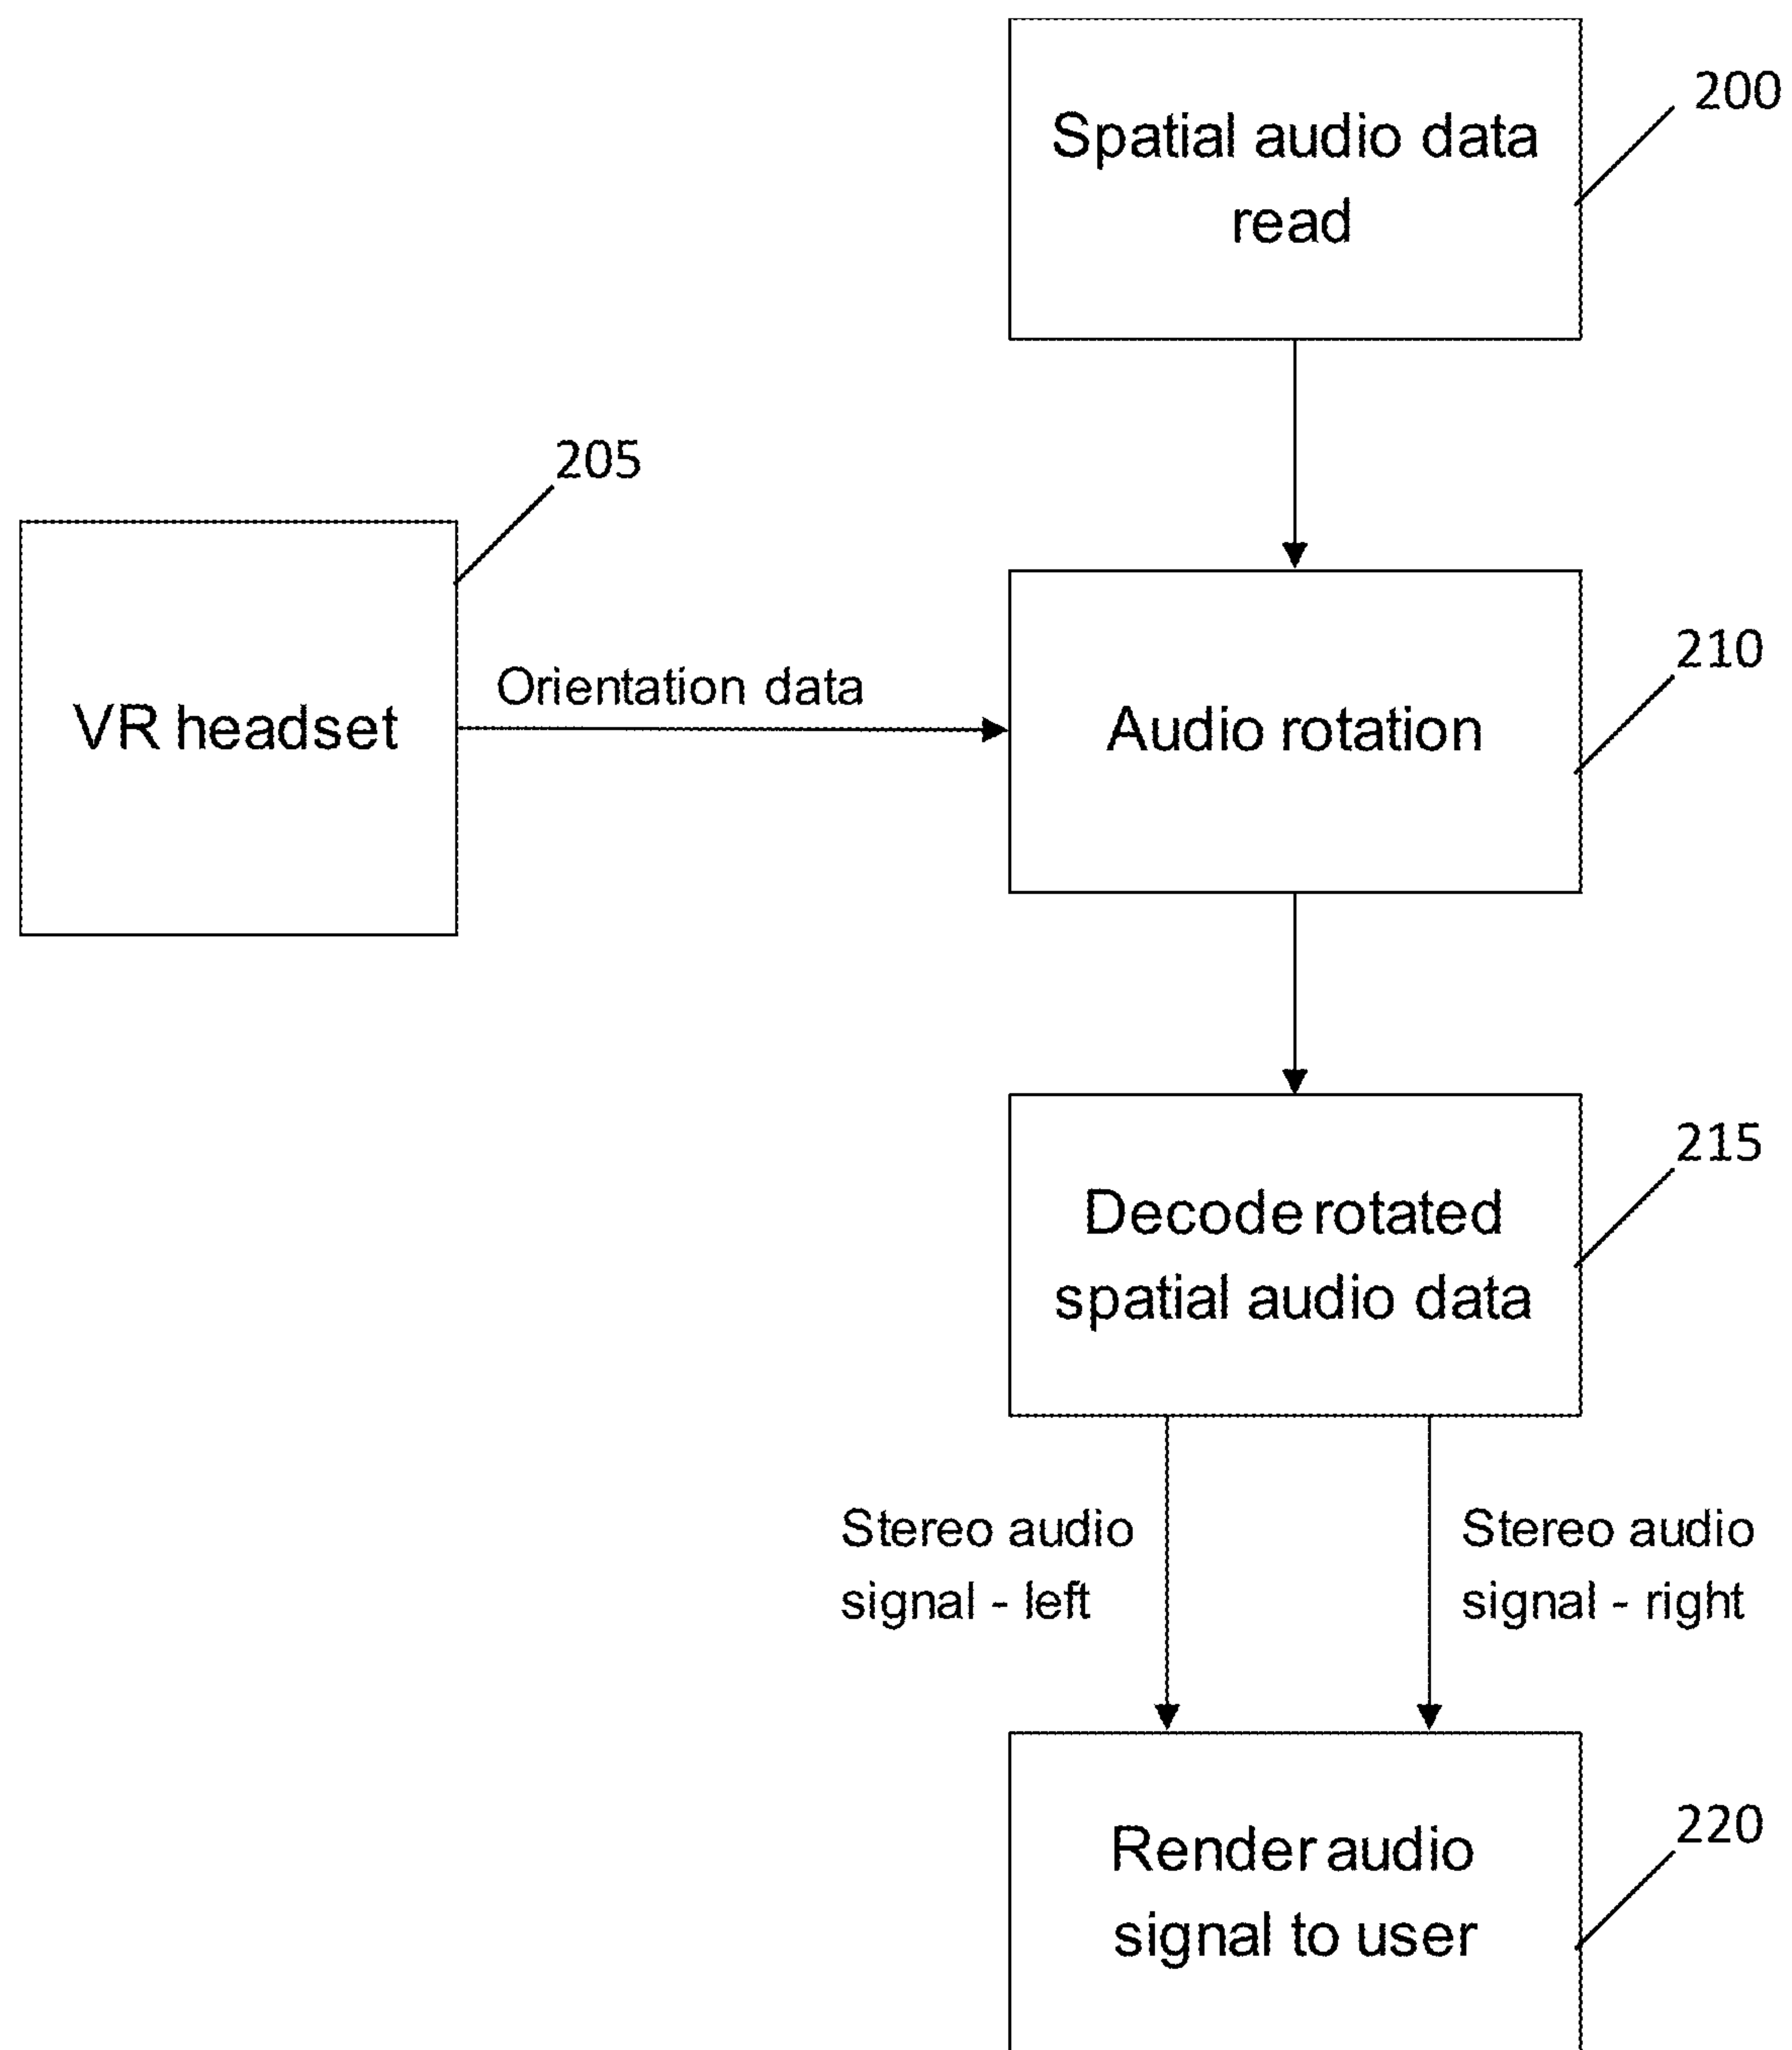 Spatial audio data
read
200
205
VR headset
Orientation data
Audio rotation
210
Decode rotated
spatial audio data
215
Stereo audio
signal - left
Stereo audio
signal - right
Render audio
signal to user
220